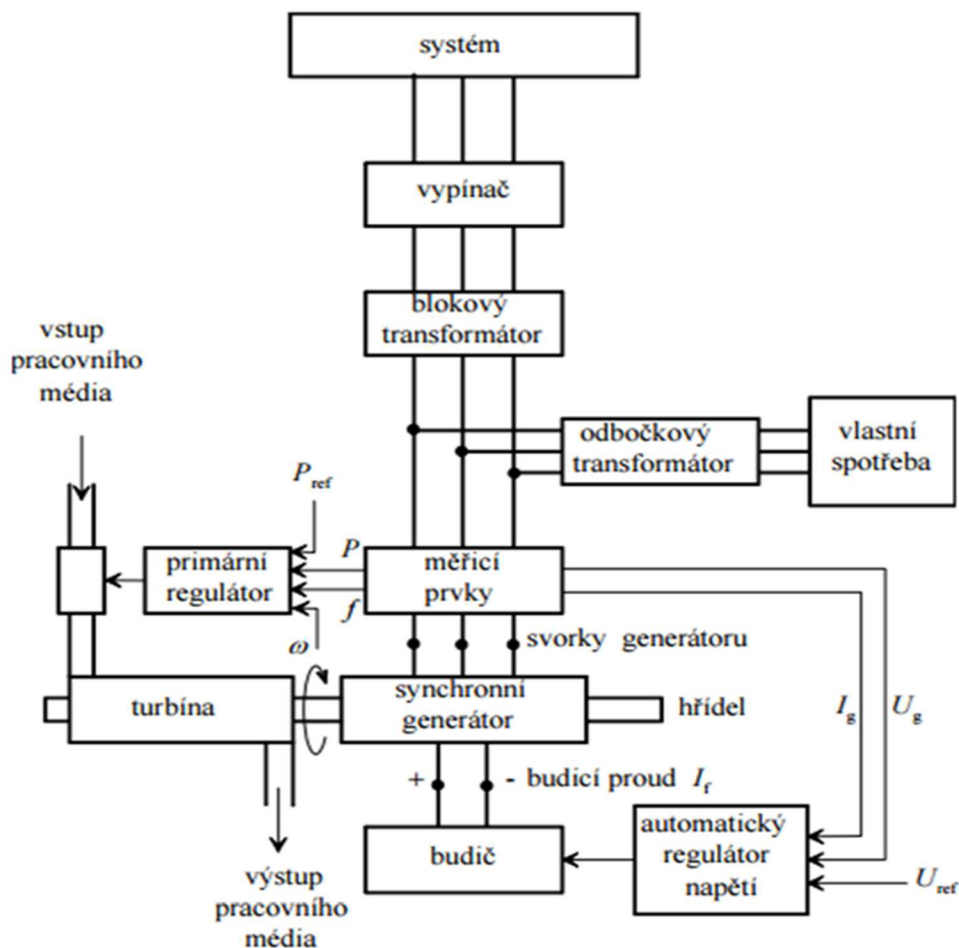 systém
vypínač
blokový
transformátor
vstup
pracovního
média
odbočkový
transformátor
vlastní
spotřeba
P_ref
primární
regulátor
P
f
ω
měřicí
prvky
svorky generátoru
turbína
synchronní
generátor
hřídel
I_g
U_g
+
- budicí proud I_f
budič
automatický
regulátor
napětí
U_ref
výstup
pracovního
média